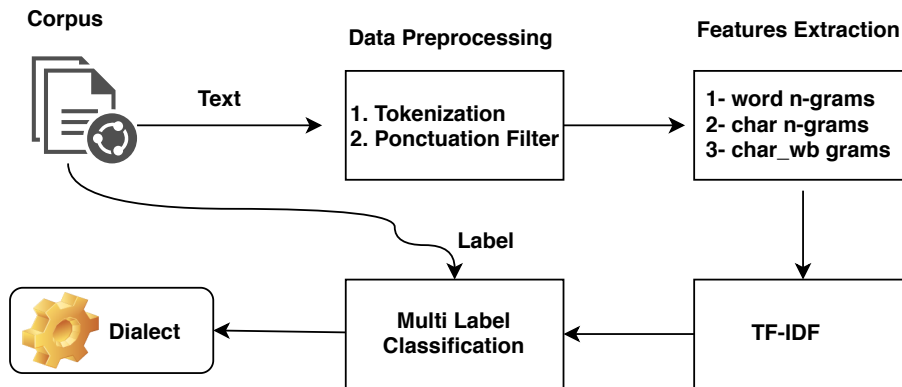 Corpus
Data Preprocessing
Features Extraction
Text
1. Tokenization
2. Ponctuation Filter
1- word n-grams
2- char n-grams
3- char_wb grams
Label
Dialect
Multi Label
Classification
TF-IDF